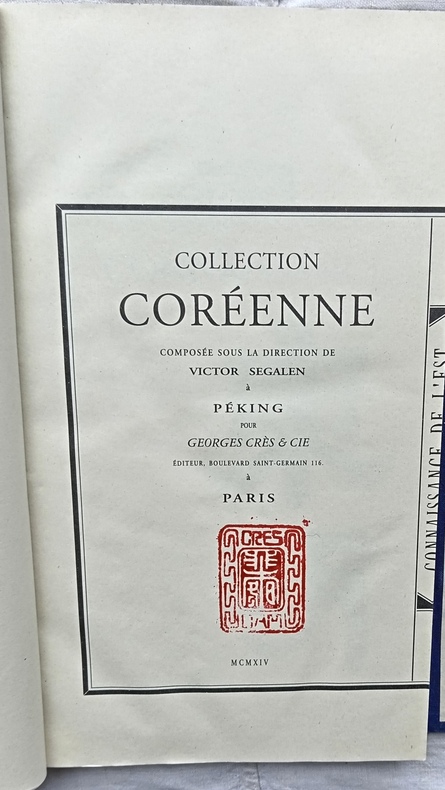 COLLECTION
CORÉENNE
COMPOSÉE SOUS LA DIRECTION DE
VICTOR SEGALEN
à
PÉKING
POUR
GEORGES CRÈS & CIE
ÉDITEUR, BOULEVARD SAINT-GERMAIN 116.
à
PARIS
CRES
MCMXIV
CONNAISSANCE DE L'EST